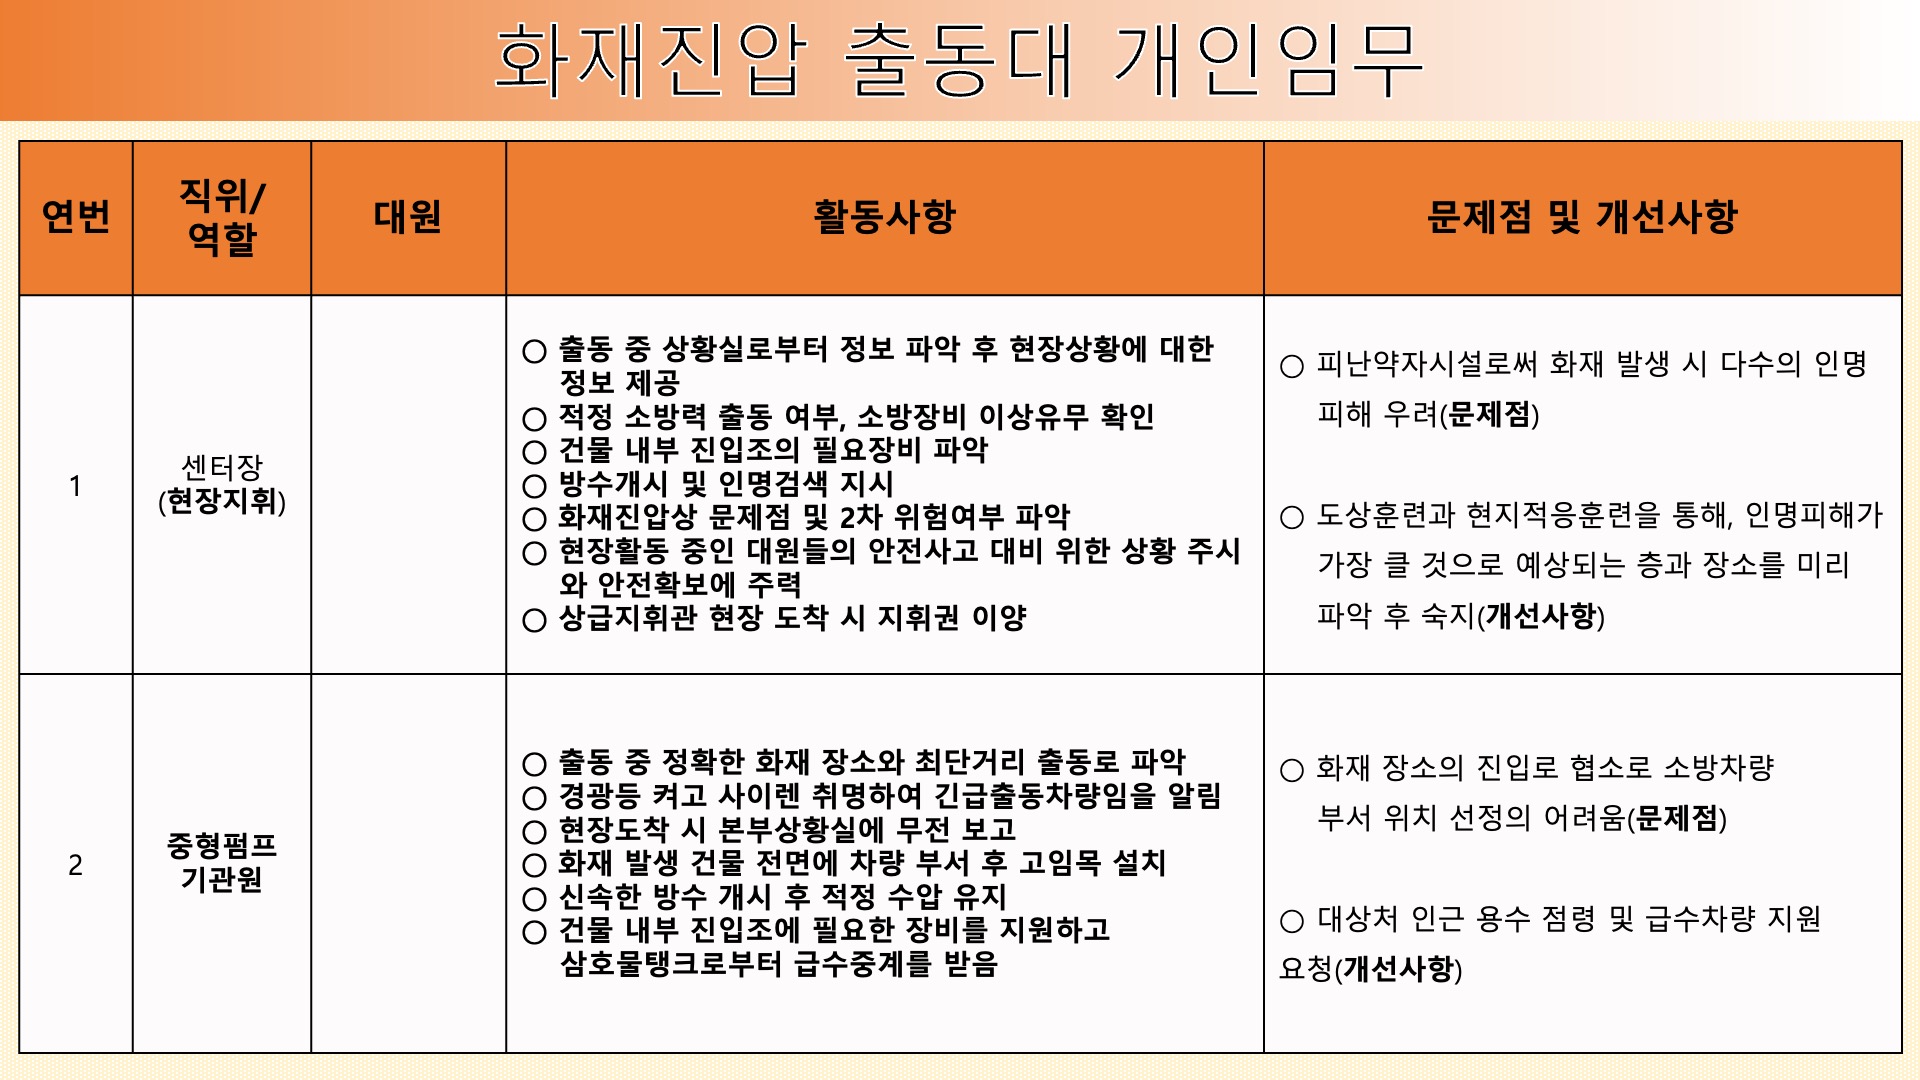 화재진압 출동대 개인임무
연번
직위/
역할
대원
활동사항
문제점 및 개선사항
1
센터장
(현장지휘)
○ 출동 중 상황실로부터 정보 파악 후 현장상황에 대한
정보 제공
○ 적정 소방력 출동 여부, 소방장비 이상유무 확인
○ 건물 내부 진입조의 필요장비 파악
○ 방수개시 및 인명검색 지시
○ 화재진압상 문제점 및 2차 위험여부 파악
○ 현장활동 중인 대원들의 안전사고 대비 위한 상황 주시
와 안전확보에 주력
○ 상급지휘관 현장 도착 시 지휘권 이양
○ 피난약자시설로써 화재 발생 시 다수의 인명
피해 우려(문제점)
○ 도상훈련과 현지적응훈련을 통해, 인명피해가
가장 클 것으로 예상되는 층과 장소를 미리
파악 후 숙지(개선사항)
2
중형펌프
기관원
○ 출동 중 정확한 화재 장소와 최단거리 출동로 파악
○ 경광등 켜고 사이렌 취명하여 긴급출동차량임을 알림
○ 현장도착 시 본부상황실에 무전 보고
○ 화재 발생 건물 전면에 차량 부서 후 고임목 설치
○ 신속한 방수 개시 후 적정 수압 유지
○ 건물 내부 진입조에 필요한 장비를 지원하고
삼호물탱크로부터 급수중계를 받음
○ 화재 장소의 진입로 협소로 소방차량
부서 위치 선정의 어려움(문제점)
○ 대상처 인근 용수 점령 및 급수차량 지원
요청(개선사항)